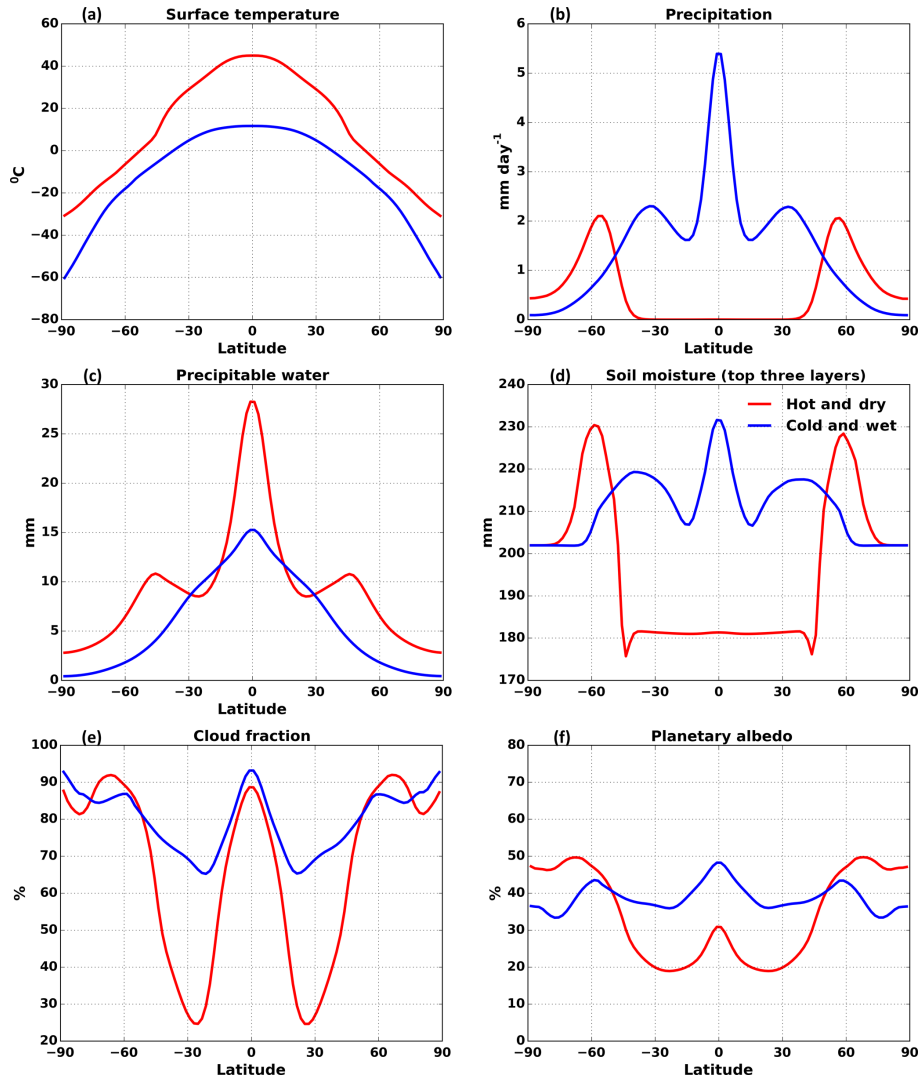 (a) Surface temperature
60
40
20
0
−20
−40
−60
−80
⁰C
−90 −60 −30 0 30 60 90
Latitude
(b) Precipitation
6
5
4
3
2
1
0
mm day⁻¹
−90 −60 −30 0 30 60 90
Latitude
(c) Precipitable water
30
25
20
15
10
5
0
mm
−90 −60 −30 0 30 60 90
Latitude
(d) Soil moisture (top three layers)
Hot and dry
Cold and wet
240
230
220
210
200
190
180
170
mm
−90 −60 −30 0 30 60 90
Latitude
(e) Cloud fraction
100
90
80
70
60
50
40
30
20
%
−90 −60 −30 0 30 60 90
Latitude
(f) Planetary albedo
80
70
60
50
40
30
20
10
0
%
−90 −60 −30 0 30 60 90
Latitude